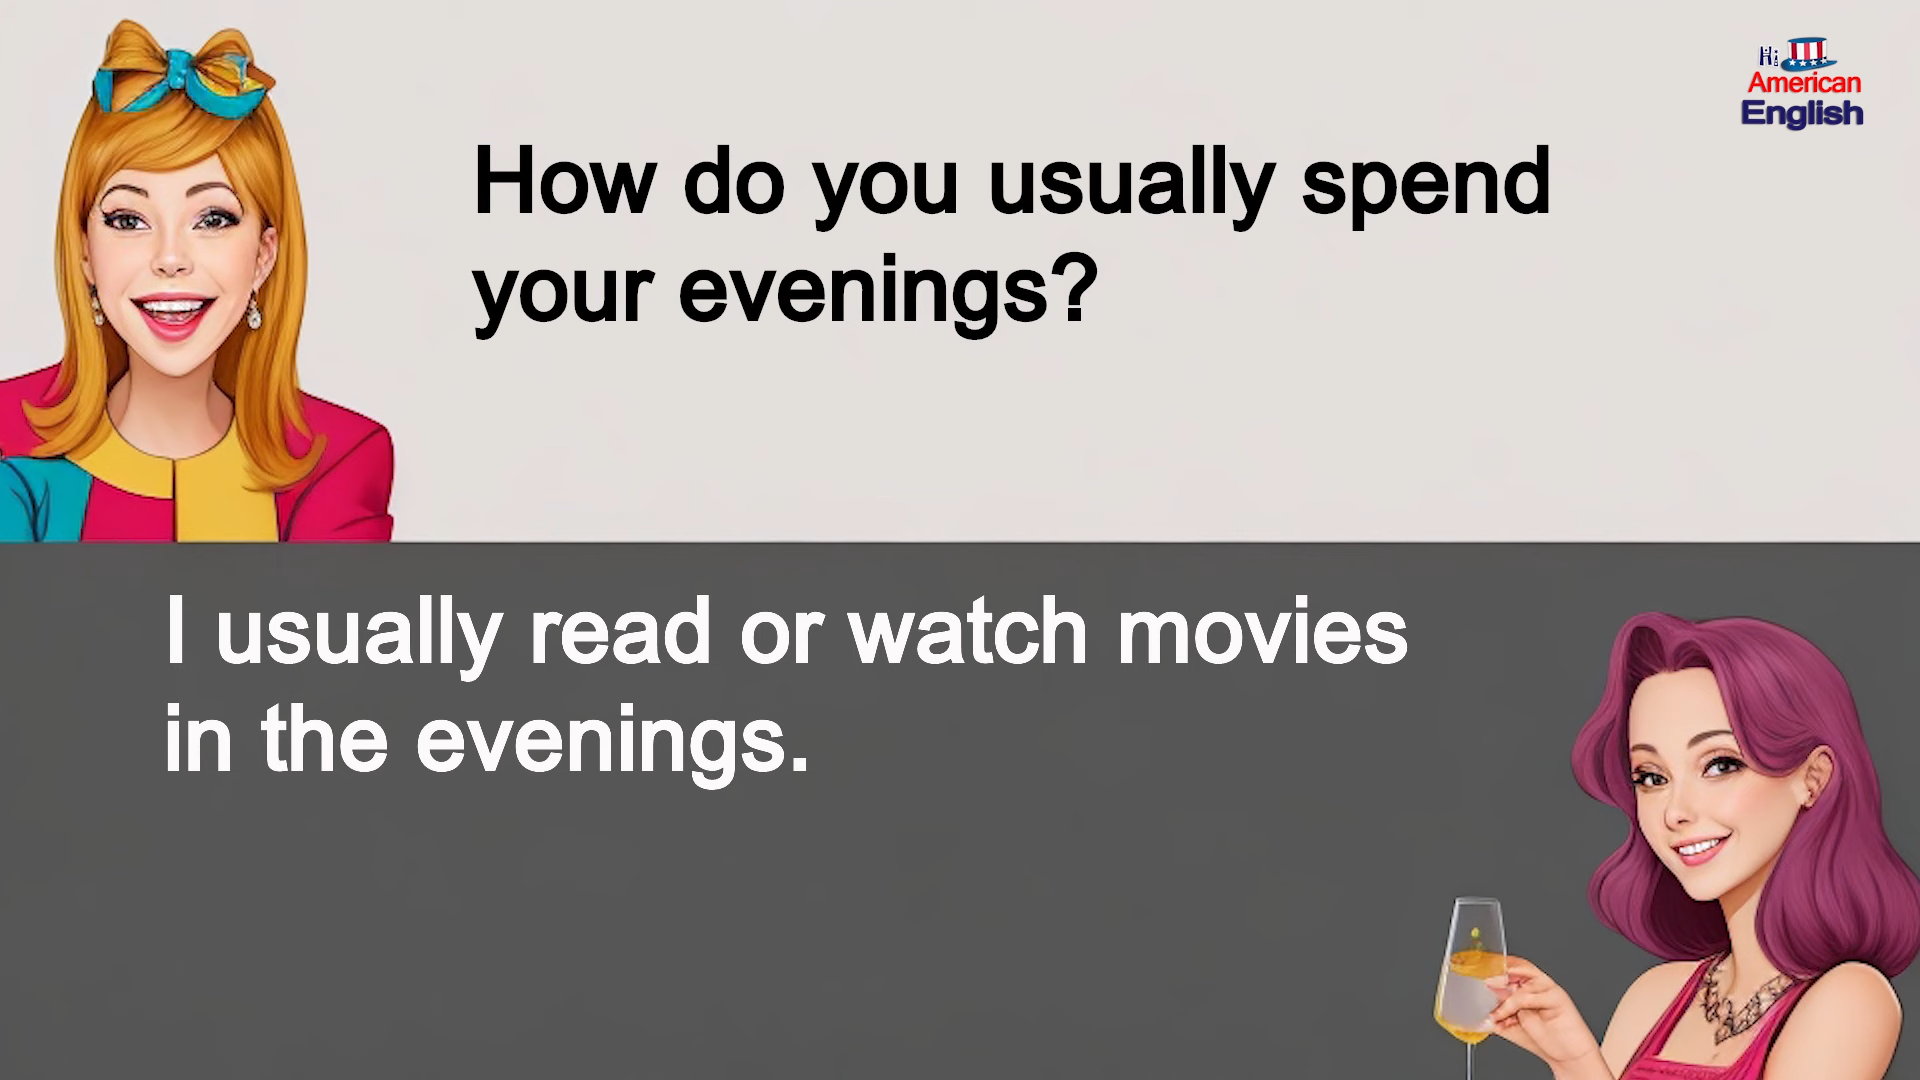 Hi
American
English
How do you usually spend
your evenings?
I usually read or watch movies
in the evenings.